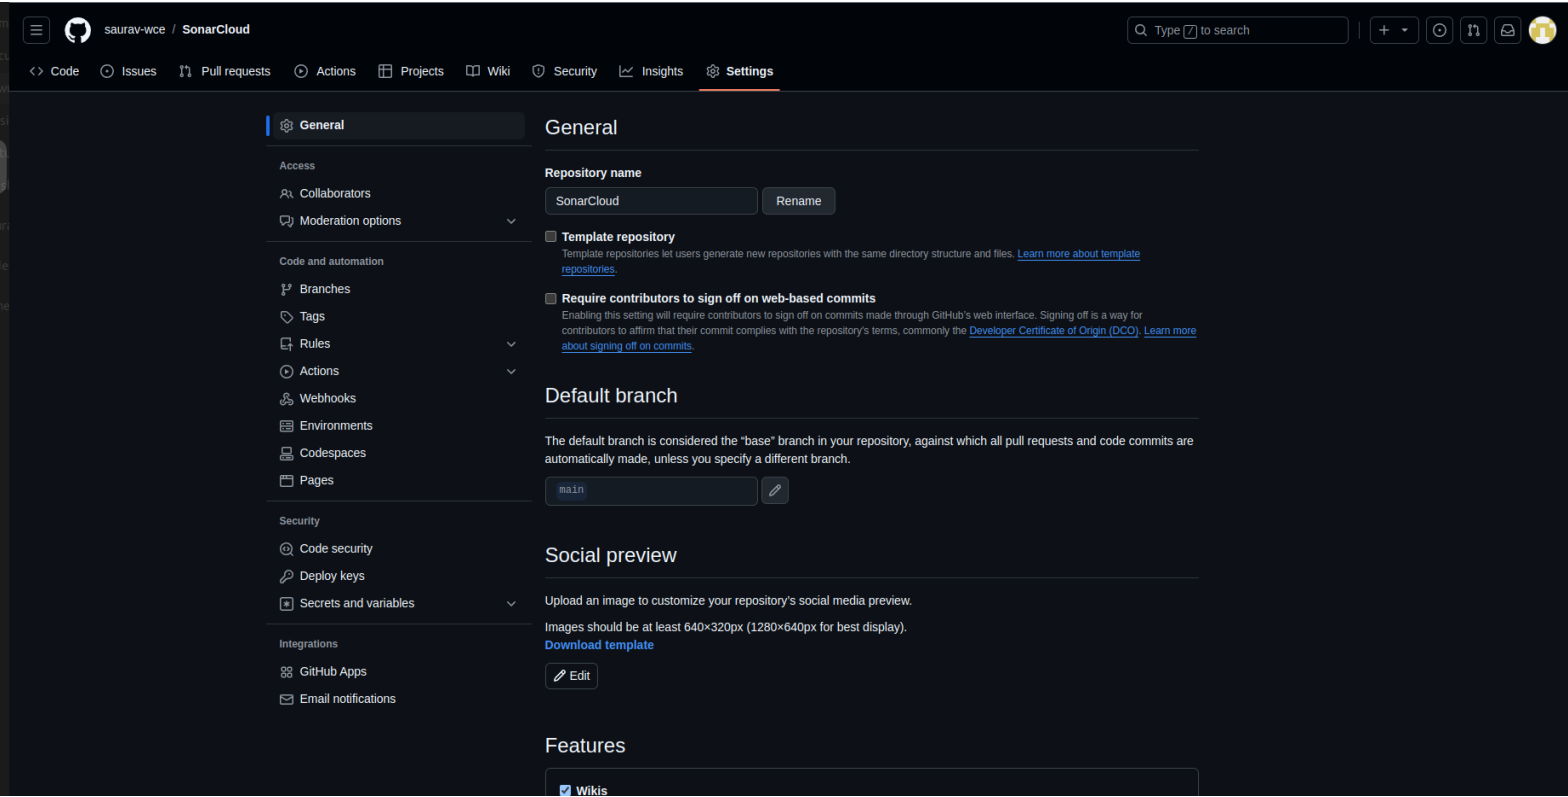 saurav-wce / SonarCloud
Type / to search
Code Issues Pull requests Actions Projects Wiki Security Insights Settings
General
Access
Collaborators
Moderation options
Code and automation
Branches
Tags
Rules
Actions
Webhooks
Environments
Codespaces
Pages
Security
Code security
Deploy keys
Secrets and variables
Integrations
GitHub Apps
Email notifications
General
Repository name
SonarCloud Rename
Template repository
Template repositories let users generate new repositories with the same directory structure and files. Learn more about template
repositories.
Require contributors to sign off on web-based commits
Enabling this setting will require contributors to sign off on commits made through GitHub's web interface. Signing off is a way for
contributors to affirm that their commit complies with the repository's terms, commonly the Developer Certificate of Origin (DCO). Learn more
about signing off on commits.
Default branch
The default branch is considered the “base” branch in your repository, against which all pull requests and code commits are
automatically made, unless you specify a different branch.
main
Social preview
Upload an image to customize your repository’s social media preview.
Images should be at least 640×320px (1280×640px for best display).
Download template
Edit
Features
Wikis